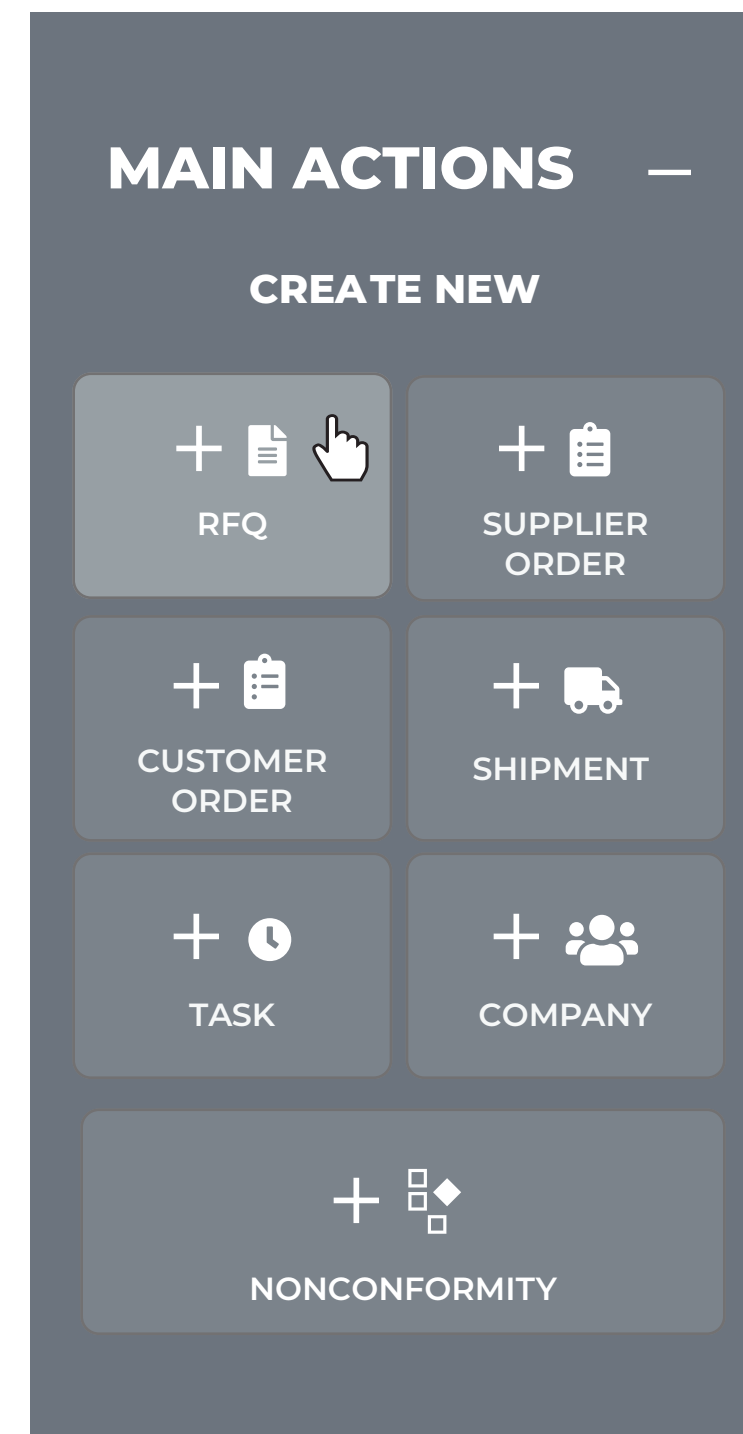 MAIN ACTIONS
CREATE NEW
RFQ
SUPPLIER
ORDER
CUSTOMER
ORDER
SHIPMENT
TASK
COMPANY
NONCONFORMITY